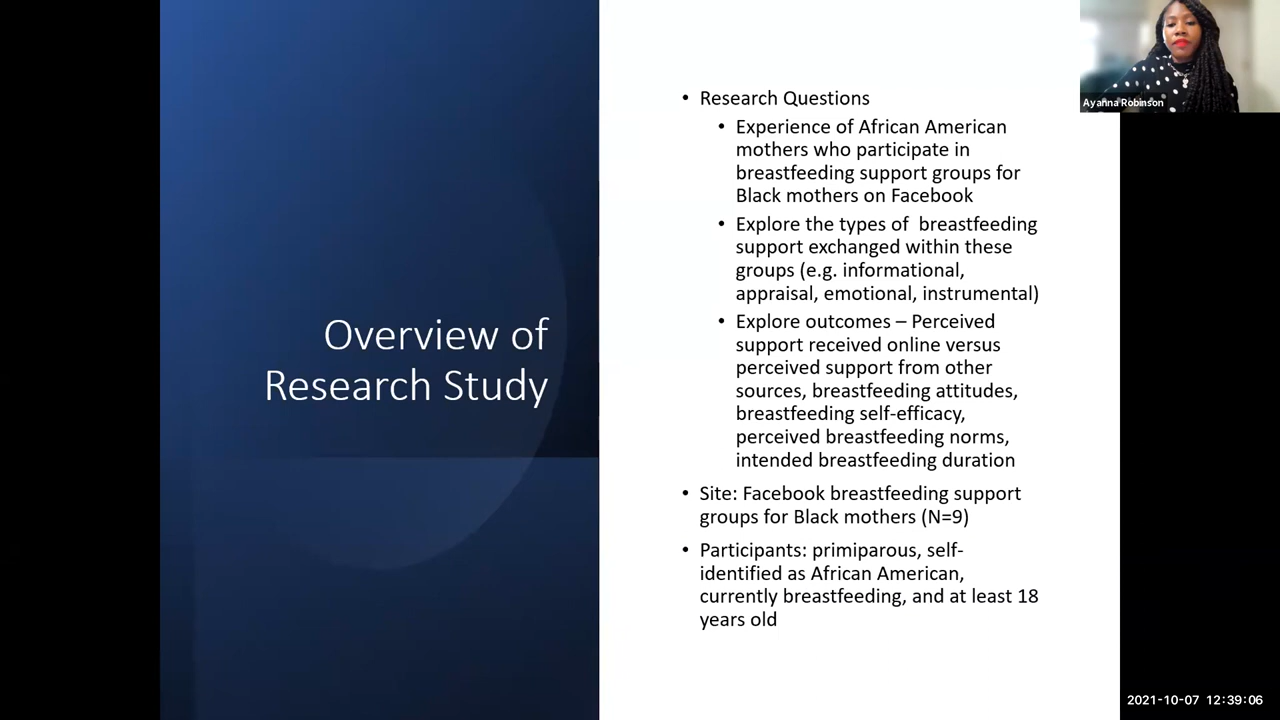 Overview of
Research Study
• Research Questions
• Experience of African American
mothers who participate in
breastfeeding support groups for
Black mothers on Facebook
• Explore the types of  breastfeeding
support exchanged within these
groups (e.g. informational,
appraisal, emotional, instrumental)
• Explore outcomes – Perceived
support received online versus
perceived support from other
sources, breastfeeding attitudes,
breastfeeding self-efficacy,
perceived breastfeeding norms,
intended breastfeeding duration
• Site: Facebook breastfeeding support
groups for Black mothers (N=9)
• Participants: primiparous, self-
identified as African American,
currently breastfeeding, and at least 18
years old
Ayanna Robinson
2021-10-07 12:39:06